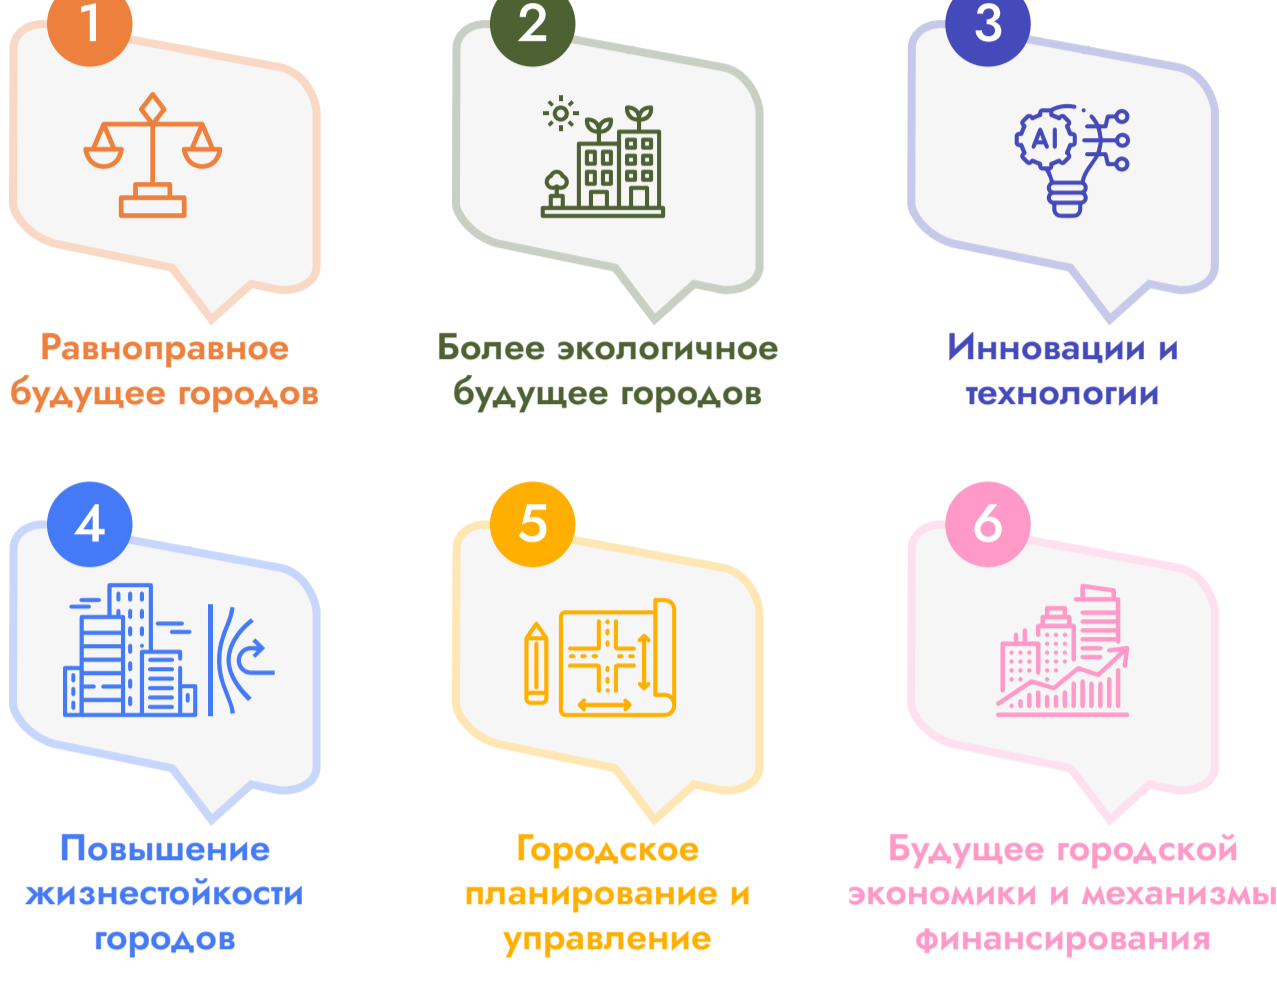 1
Равноправное
будущее городов
2
Более экологичное
будущее городов
3
AI
Инновации и
технологии
4
Повышение
жизнестойкости
городов
5
Городское
планирование и
управление
6
Будущее городской
экономики и механизмы
финансирования